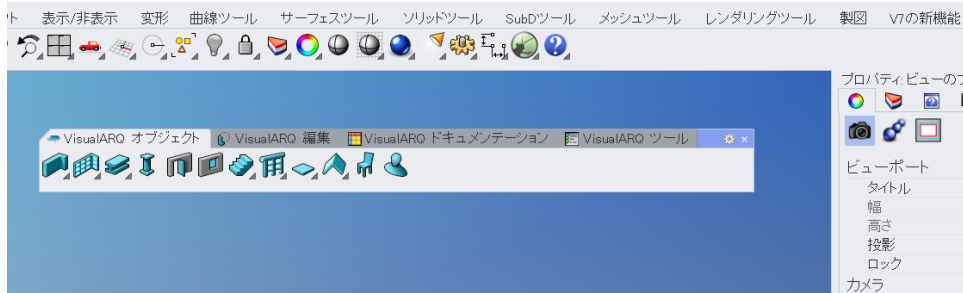 表示/非表示 変形 曲線ツール サーフェスツール ソリッドツール SubDツール メッシュツール レンダリングツール 製図 V7の新機能
プロパティ:ビューの
VisualARQ オブジェクト VisualARQ 編集 VisualARQ ドキュメンテーション VisualARQ ツール
ビューポート
タイトル
幅
高さ
投影
ロック
カメラ